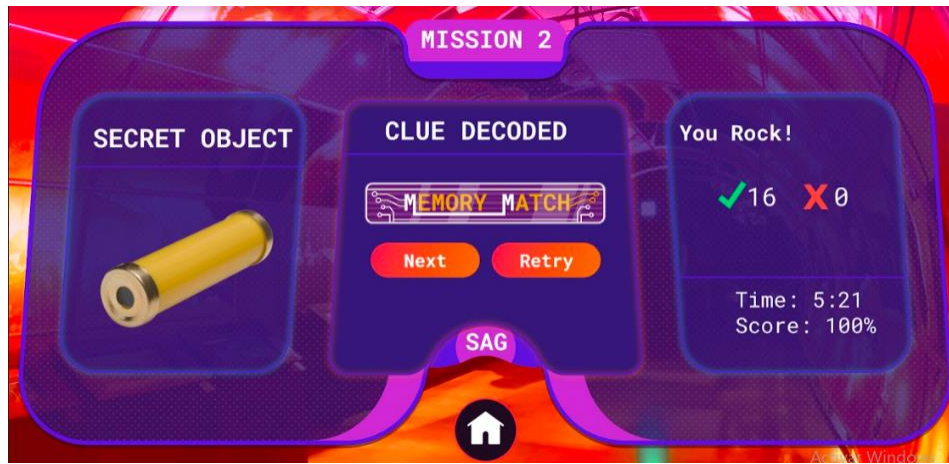 MISSION 2
SECRET OBJECT
CLUE DECODED
MEMORY MATCH
Next Retry
SAG
You Rock!
16 X 0
Time: 5:21
Score: 100%